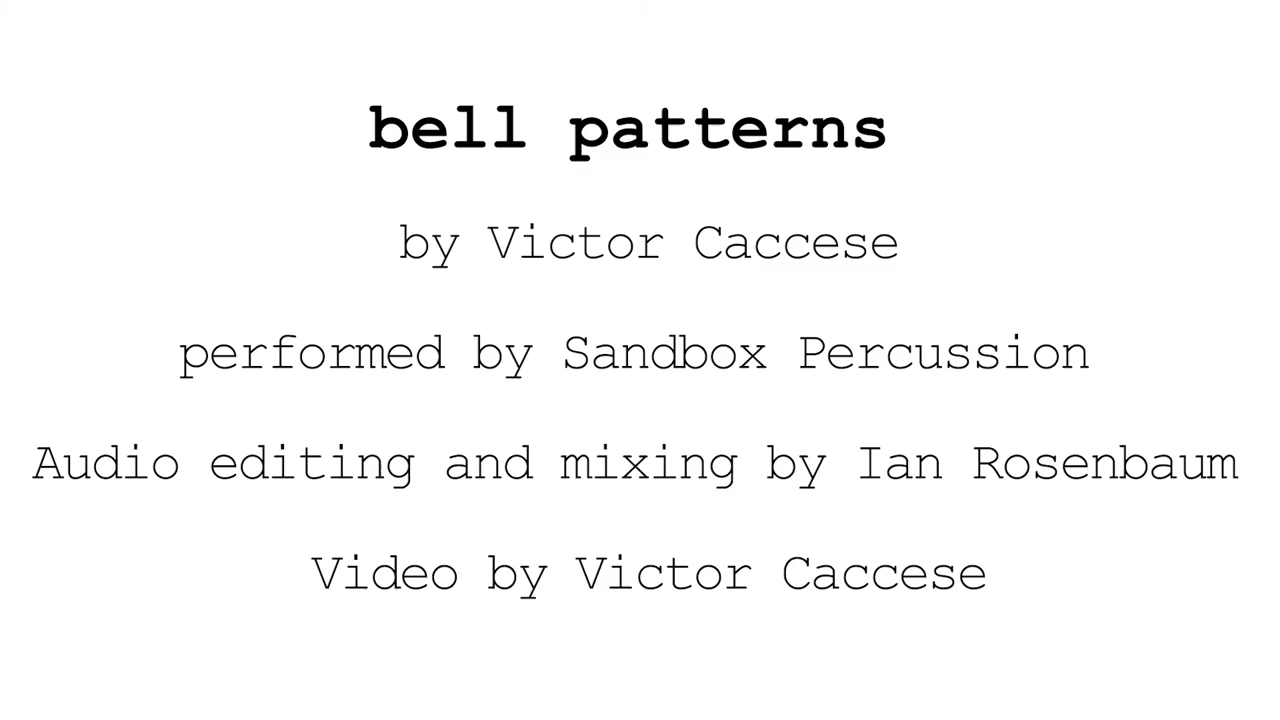 bell patterns
by Victor Caccese
performed by Sandbox Percussion
Audio editing and mixing by Ian Rosenbaum
Video by Victor Caccese